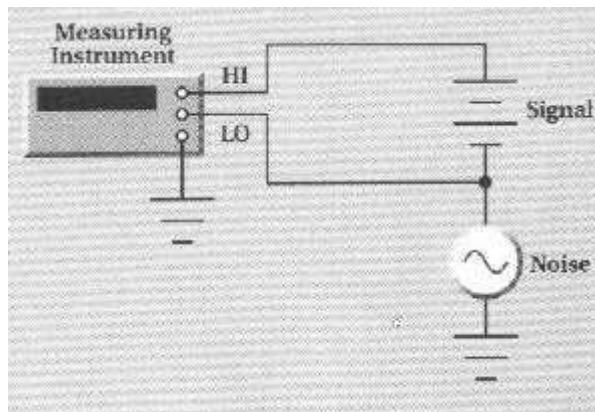 Measuring
Instrument
HI
LO
Signal
Noise